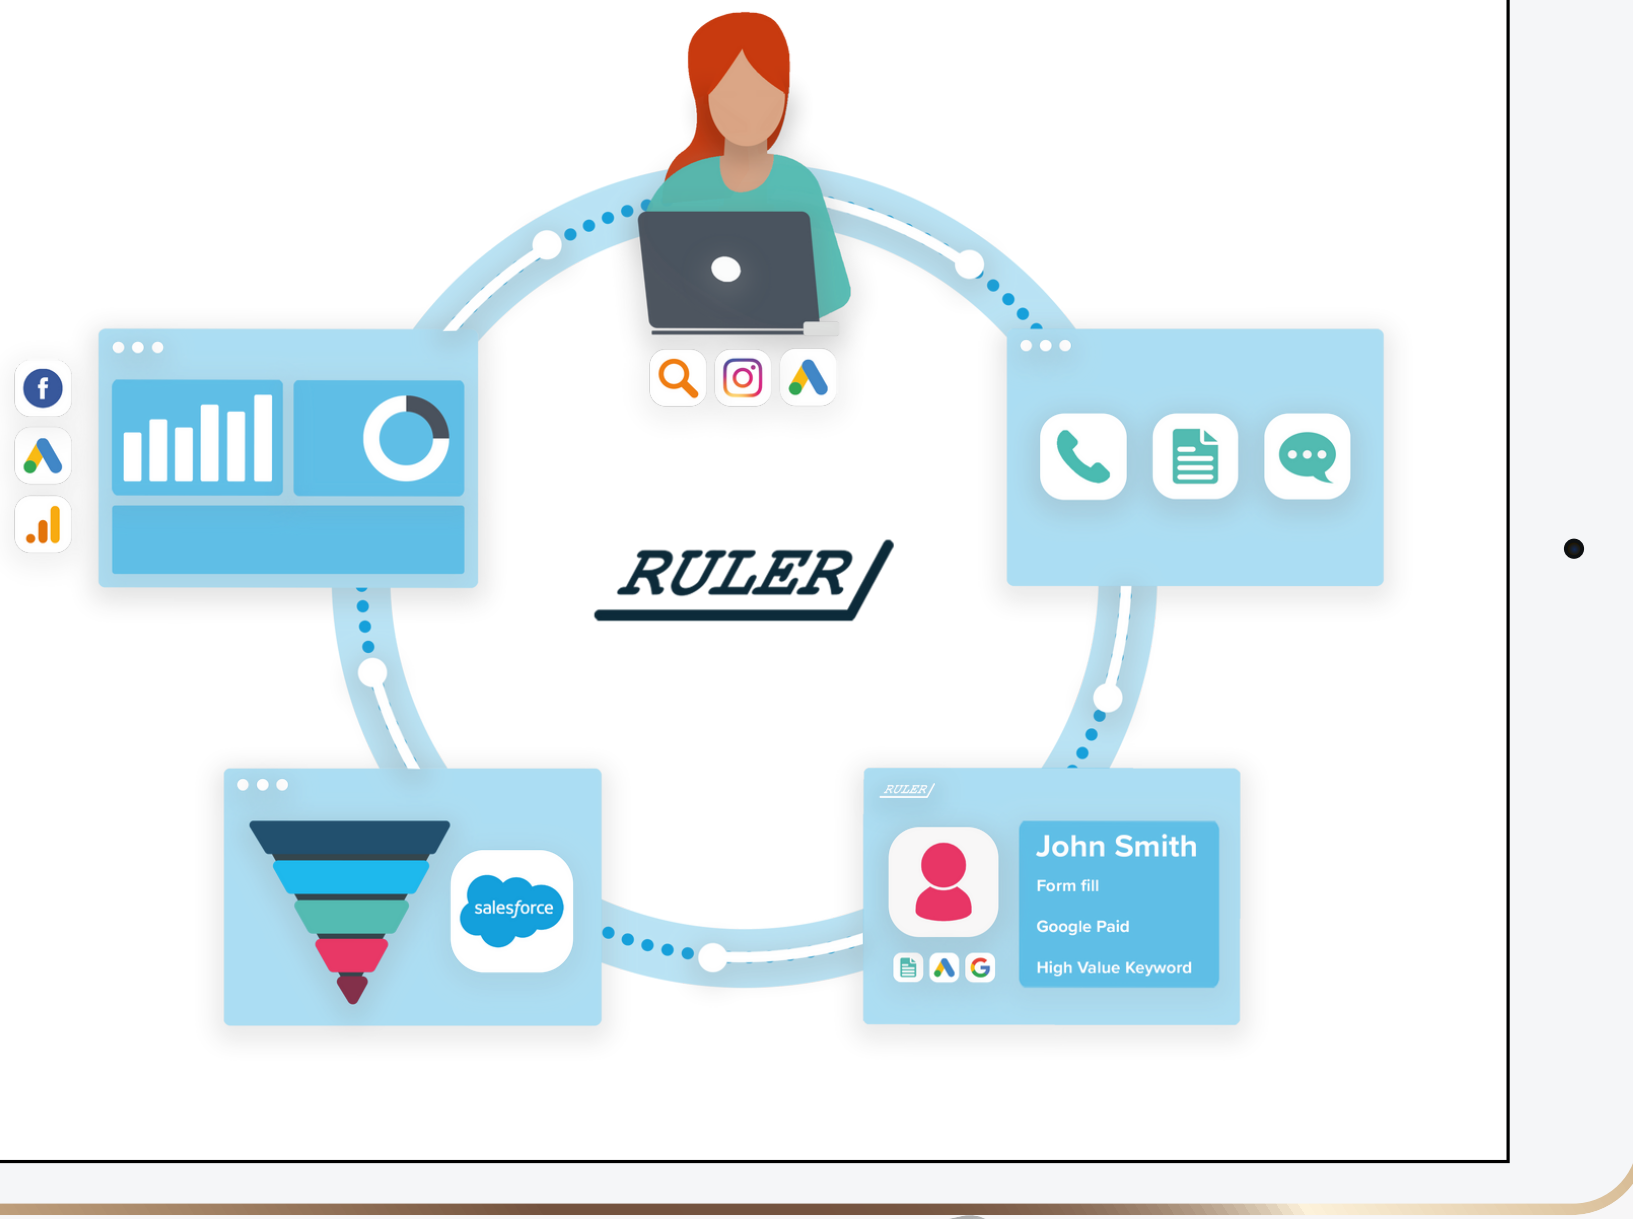 RULER
RULER
John Smith
Form fill
Google Paid
High Value Keyword
salesforce